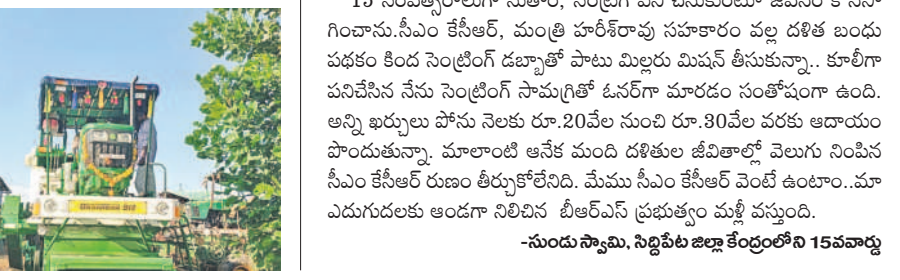 గించాను.సీఎం కేసీఆర్, మంత్రి హరీశ్‌రావు సహకారం వల్ల దళిత బంధు
పథకం కింద సెంట్రింగ్ డబ్బాతో పాటు మిల్లరు మిషన్ తీసుకున్నా.. కూలీగా
పనిచేసిన నేను సెంట్రింగ్ సామగ్రితో ఓనర్‌గా మారడం సంతోషంగా ఉంది.
అన్ని ఖర్చులు పోను నెలకు రూ.20వేల నుంచి రూ.30వేల వరకు ఆదాయం
పొందుతున్నా. మాలాంటి ఆనేక మంది దళితుల జీవితాల్లో వెలుగు నింపిన
సీఎం కేసీఆర్ రుణం తీర్చుకోలేనిది. మేము సీఎం కేసీఆర్ వెంటే ఉంటాం..మా
ఎదుగుదలకు ఆండగా నిలిచిన బీఆర్ఎస్ ప్రభుత్వం మళ్లీ వస్తుంది.
-సుండు స్వామి, సిద్దిపేట జిల్లా కేంద్రంలోని 15వవార్డు